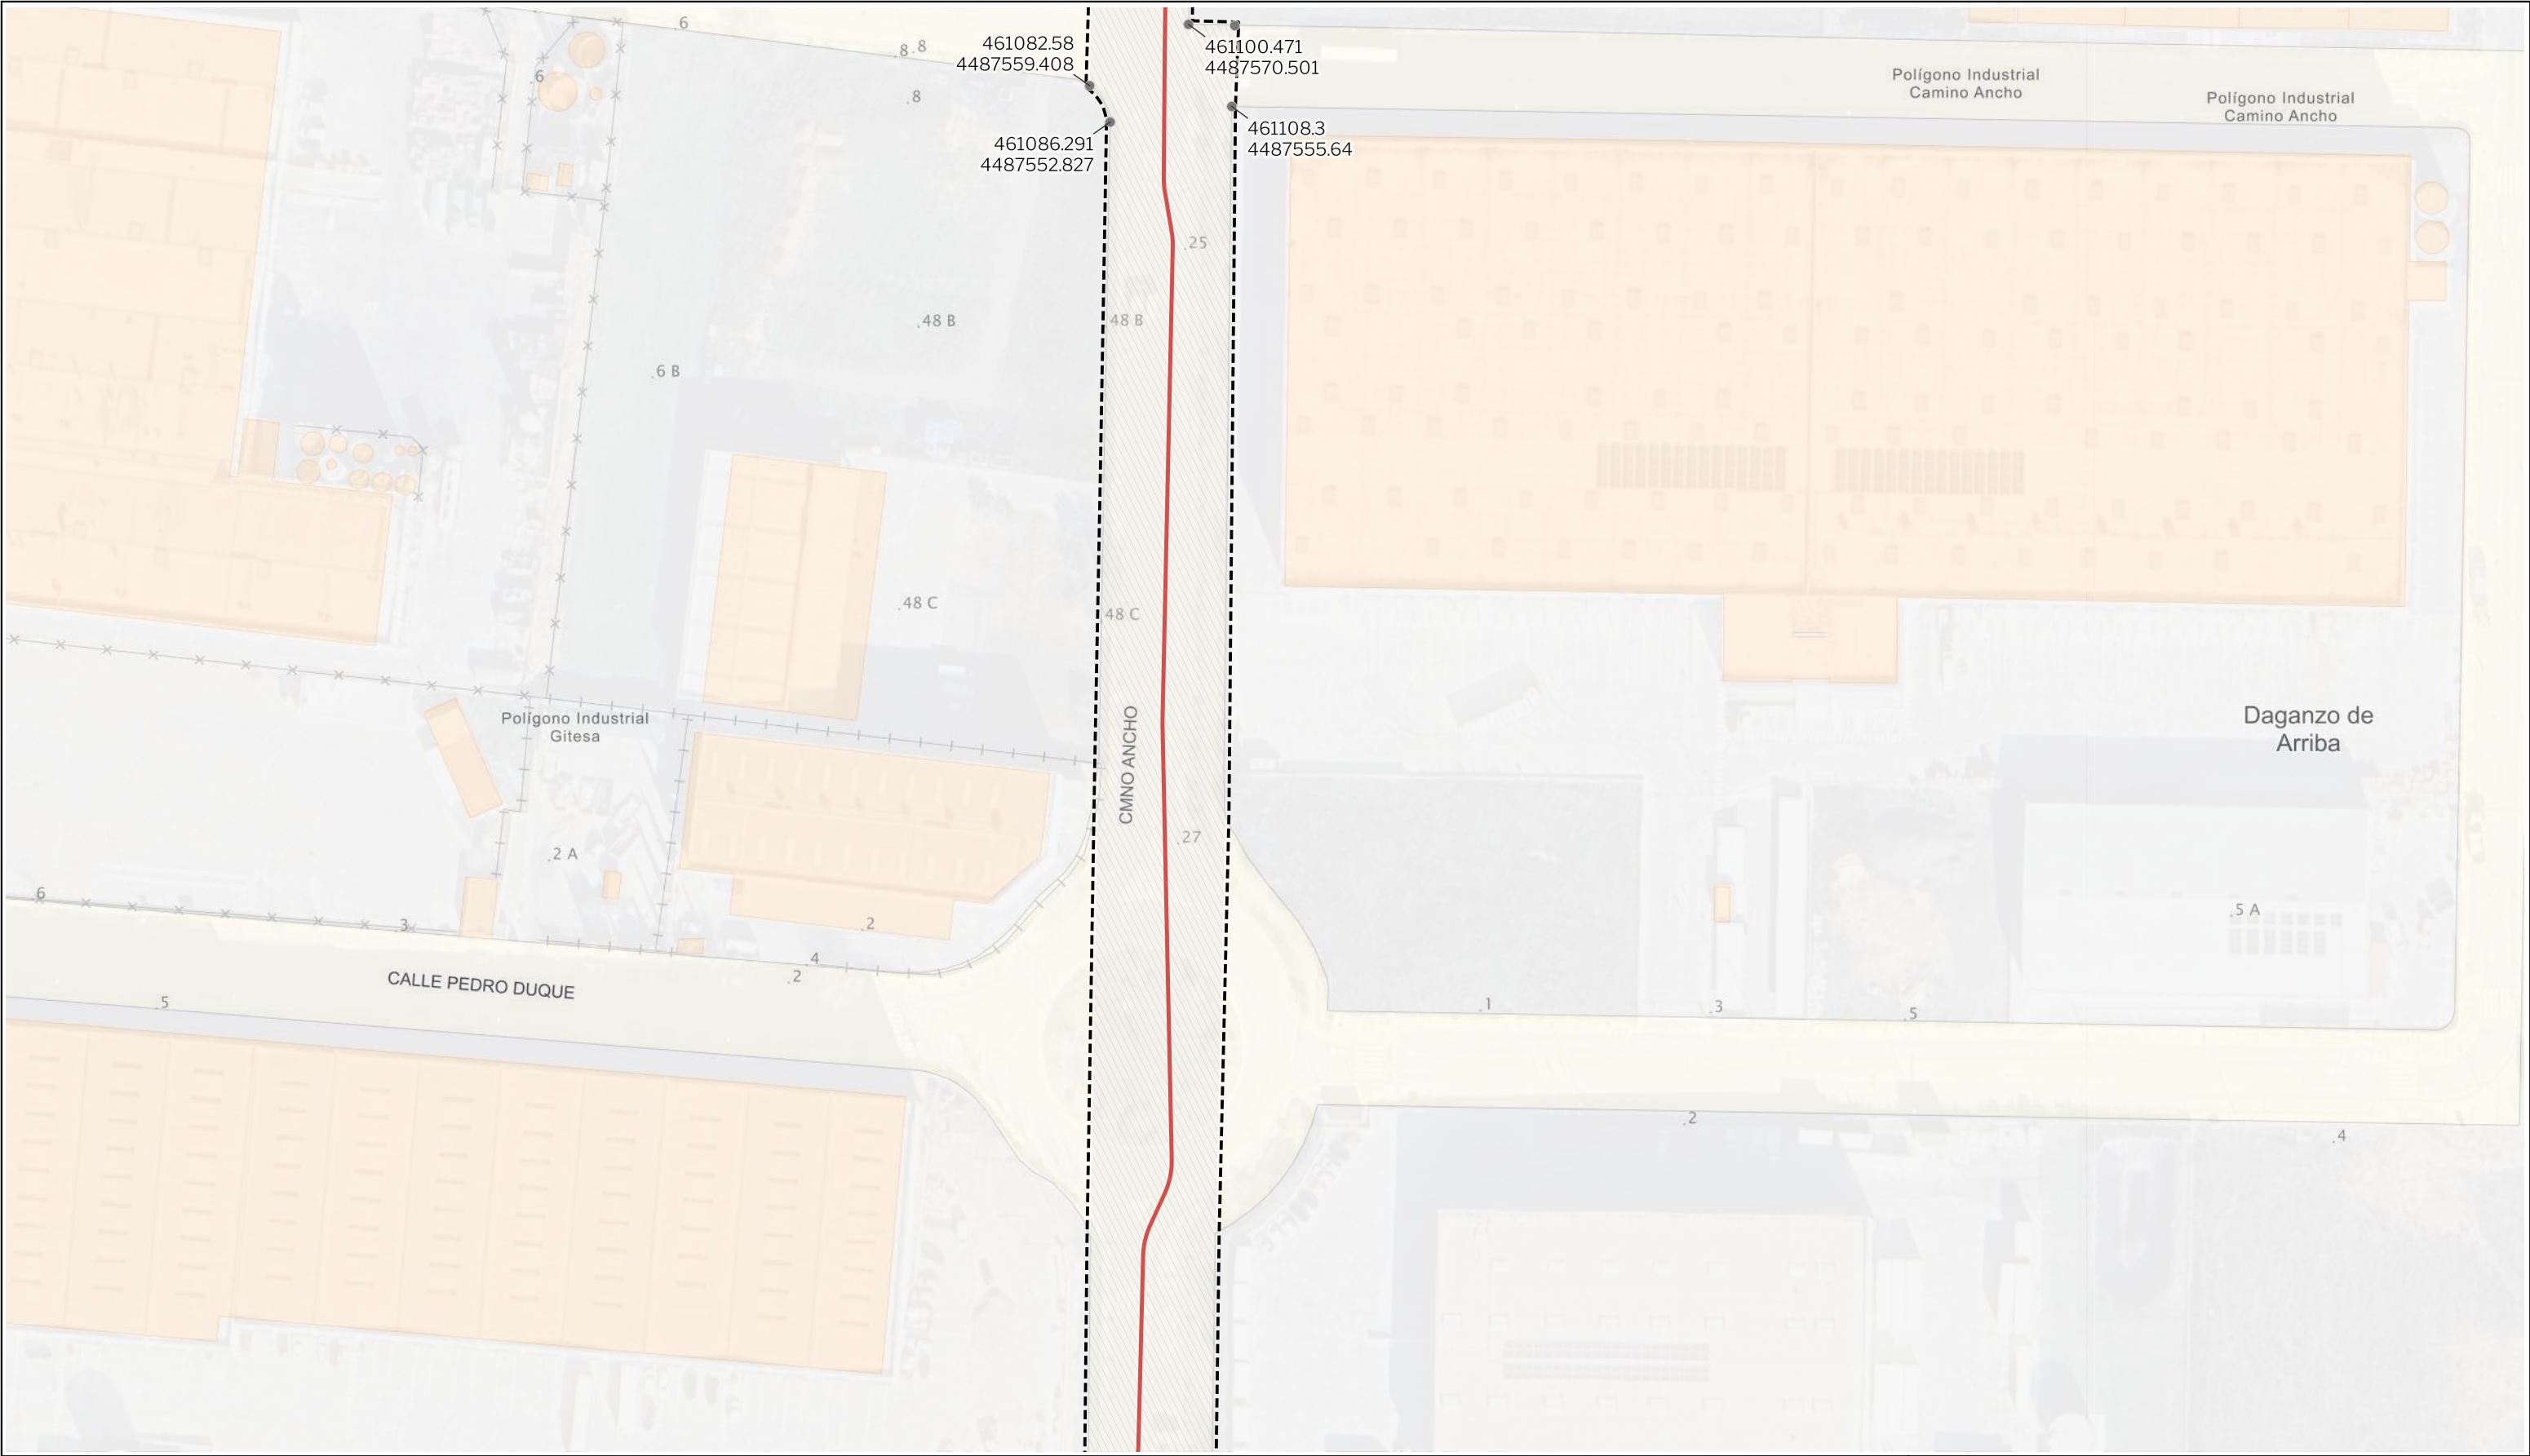 .6
8
.8
461082.58
4487559.408
461100.471
4487570.501
Polígono Industrial
Camino Ancho
Polígono Industrial
Camino Ancho
.6
.8
461108.3
4487555.64
461086.291
4487552.827
.25
.48 B
48 B
.6 B
.48 C
48 C
Polígono Industrial
Gitesa
Daganzo de
Arriba
CMNO ANCHO
.27
.2 A
.6
.3
.2
.5 A
.4
.2
CALLE PEDRO DUQUE
.5
.1
.3
.5
.2
.4